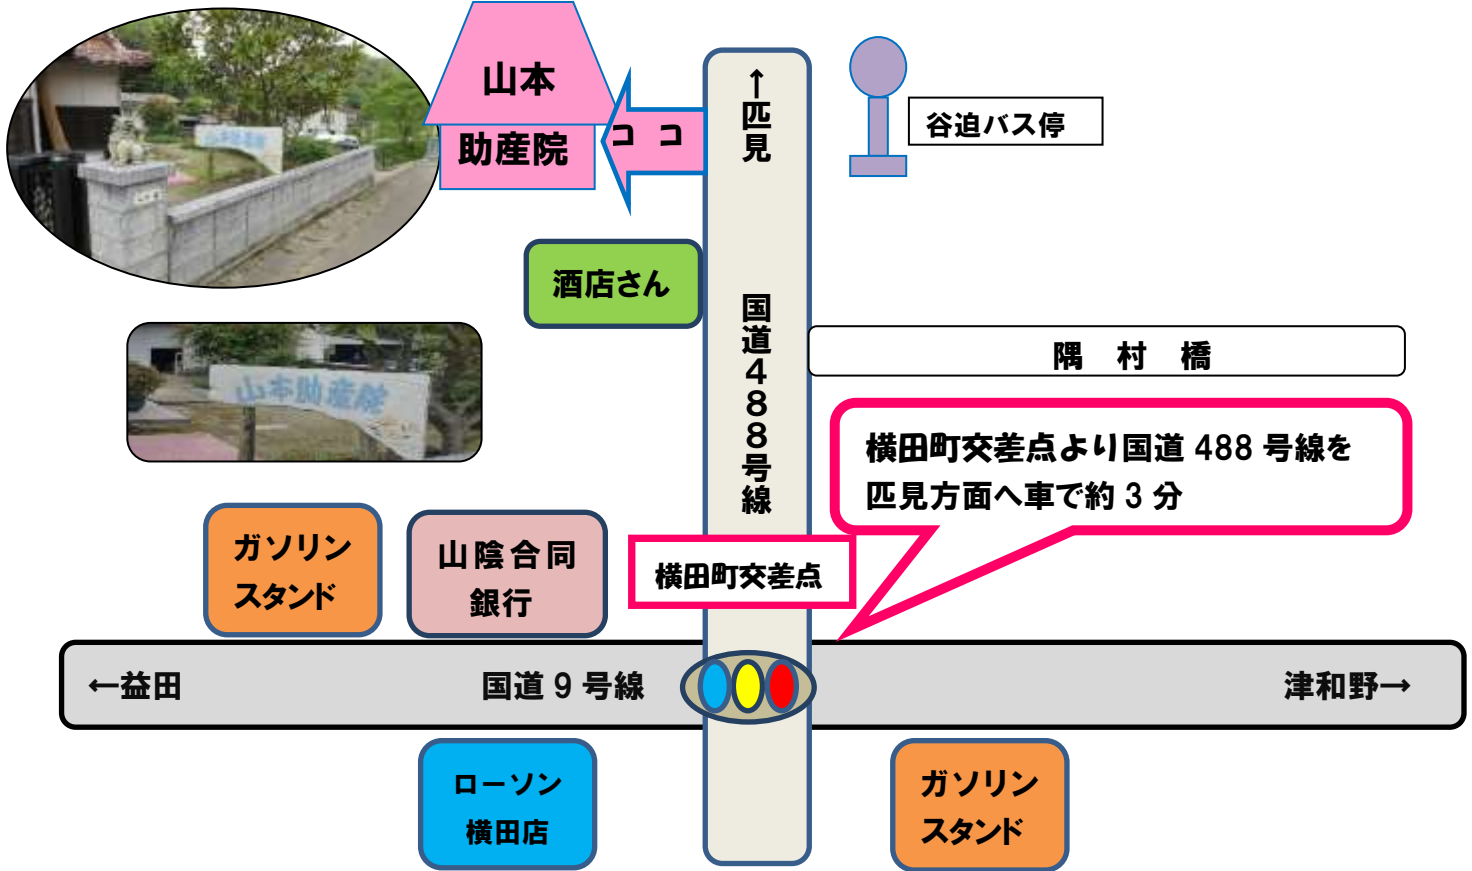 山本
助産院
ココ
↑匹見
谷迫バス停
山本助産院
酒店さん
国道488号線
隅村橋
山本助産院
横田町交差点より国道 488 号線を
匹見方面へ車で約 3 分
ガソリン
スタンド
山陰合同
銀行
横田町交差点
←益田
国道 9 号線
津和野→
ローソン
横田店
ガソリン
スタンド